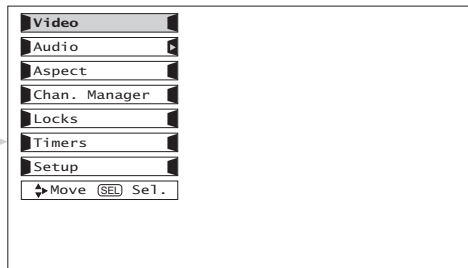 Video
Audio
Aspect
Chan. Manager
Locks
Timers
Setup
Move SEL Sel.